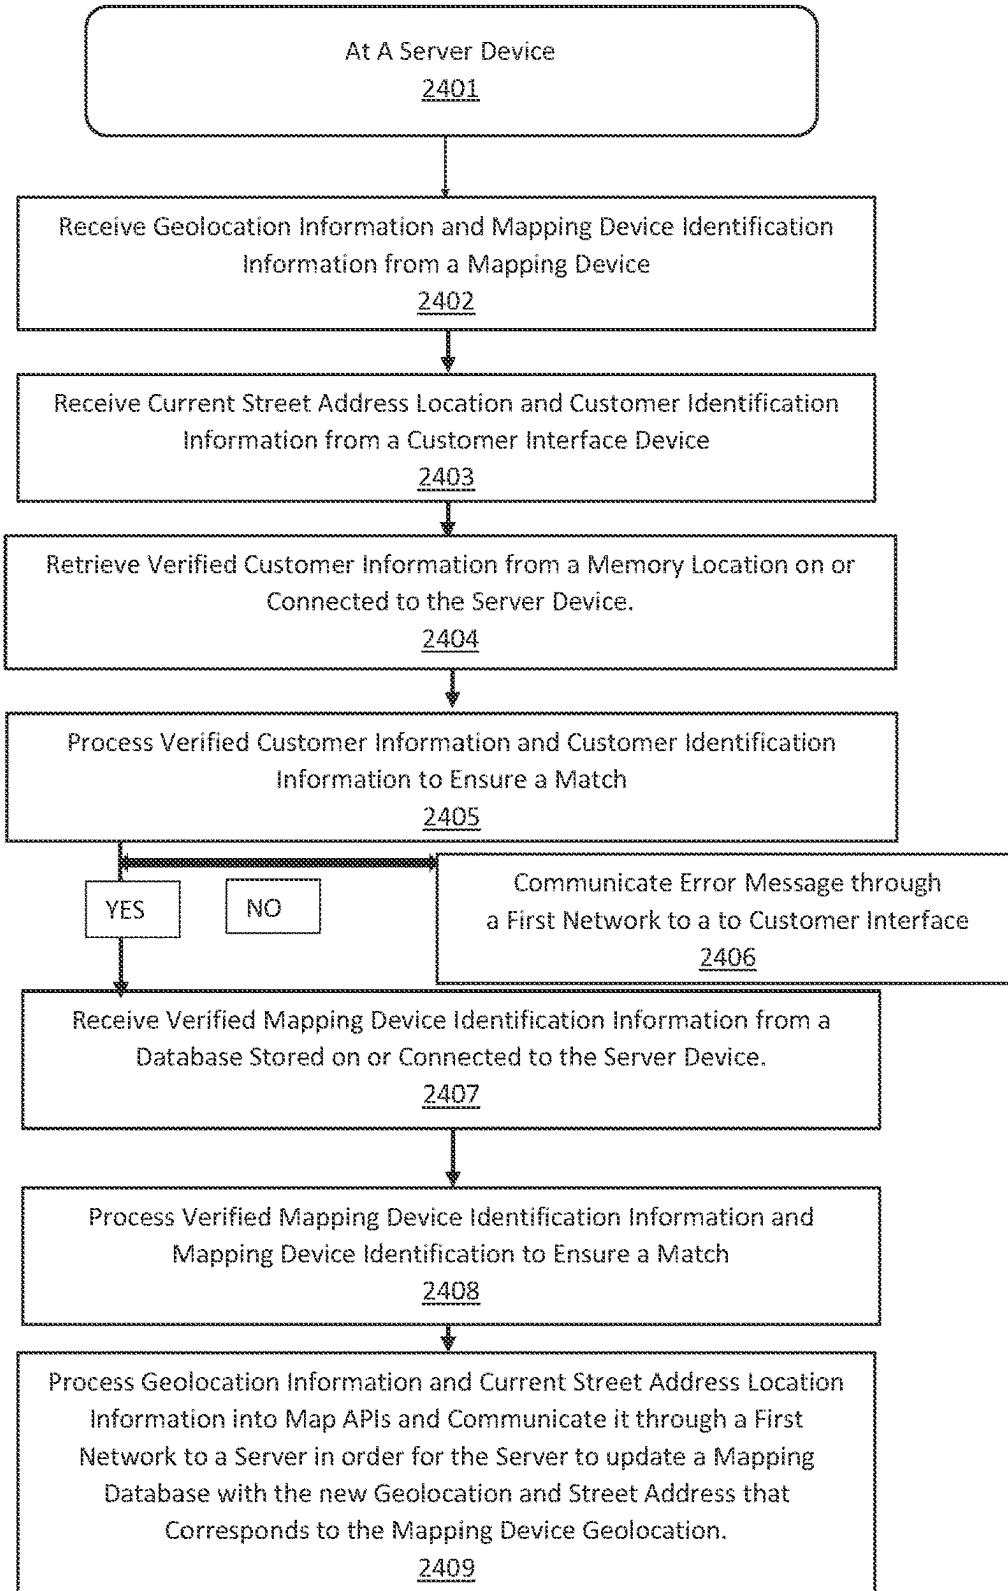 At A Server Device
2401
Receive Geolocation Information and Mapping Device Identification
Information from a Mapping Device
2402
Receive Current Street Address Location and Customer Identification
Information from a Customer Interface Device
2403
Retrieve Verified Customer Information from a Memory Location on or
Connected to the Server Device.
2404
Process Verified Customer Information and Customer Identification
Information to Ensure a Match
2405
YES
NO
Communicate Error Message through
a First Network to a to Customer Interface
2406
Receive Verified Mapping Device Identification Information from a
Database Stored on or Connected to the Server Device.
2407
Process Verified Mapping Device Identification Information and
Mapping Device Identification to Ensure a Match
2408
Process Geolocation Information and Current Street Address Location
Information into Map APIs and Communicate it through a First
Network to a Server in order for the Server to update a Mapping
Database with the new Geolocation and Street Address that
Corresponds to the Mapping Device Geolocation.
2409